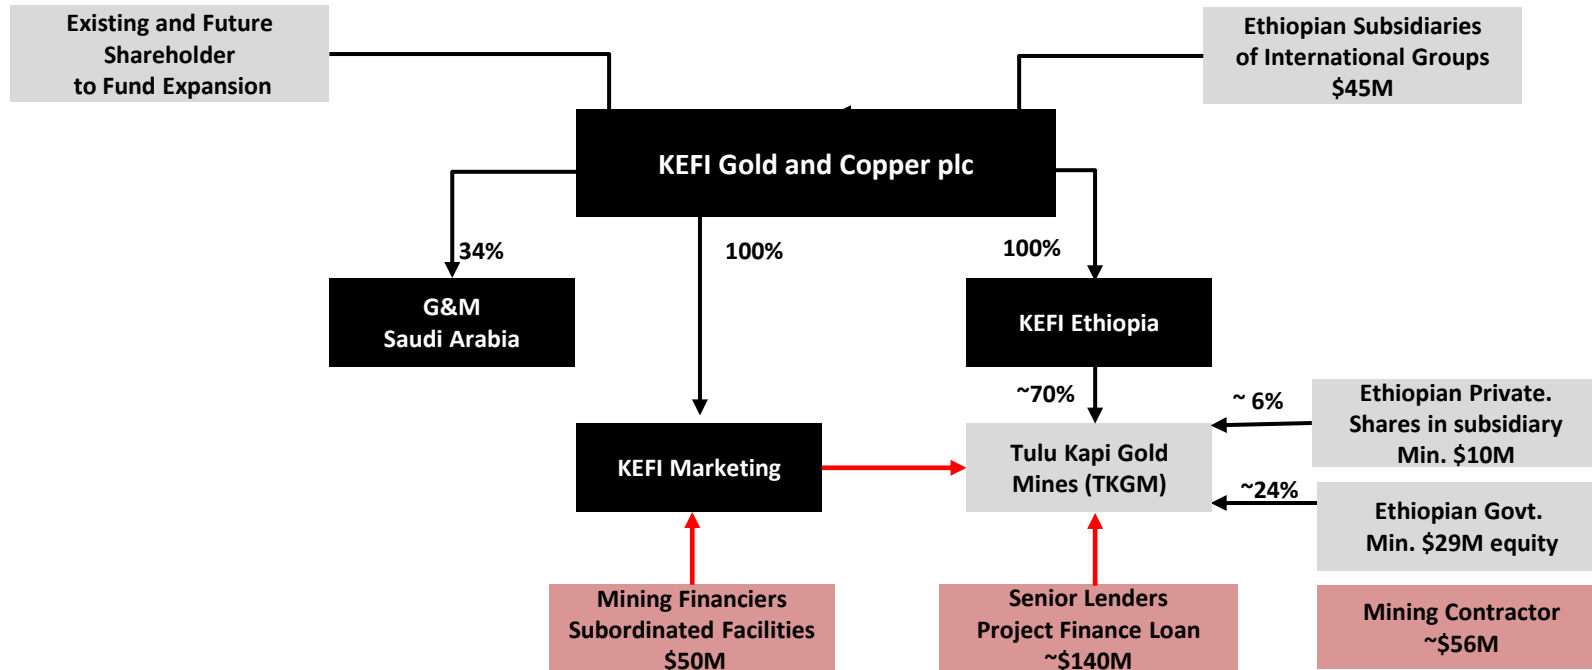 Existing and Future
Shareholder
to Fund Expansion
Ethiopian Subsidiaries
of International Groups
$45M
KEFI Gold and Copper plc
34%
100%
100%
G&M
Saudi Arabia
KEFI Ethiopia
~70%
~ 6%
Ethiopian Private.
Shares in subsidiary
Min. $10M
KEFI Marketing
Tulu Kapi Gold
Mines (TKGM)
~24%
Ethiopian Govt.
Min. $29M equity
Mining Financiers
Subordinated Facilities
$50M
Senior Lenders
Project Finance Loan
~$140M
Mining Contractor
~$56M